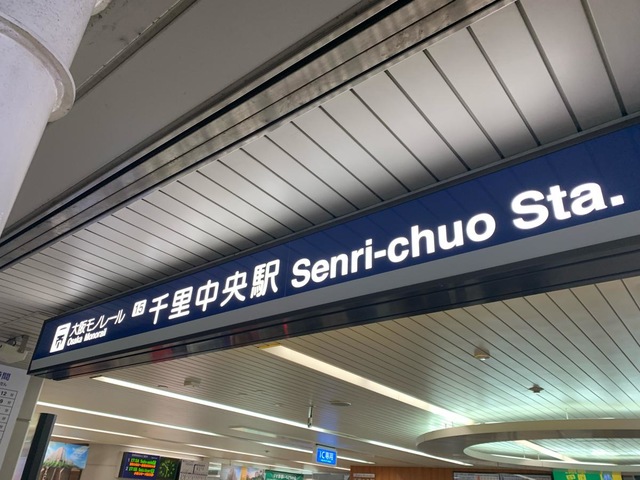 大阪モノレール
Osaka Monorail
15 千里中央駅 Senri-chuo Sta.
IC専用